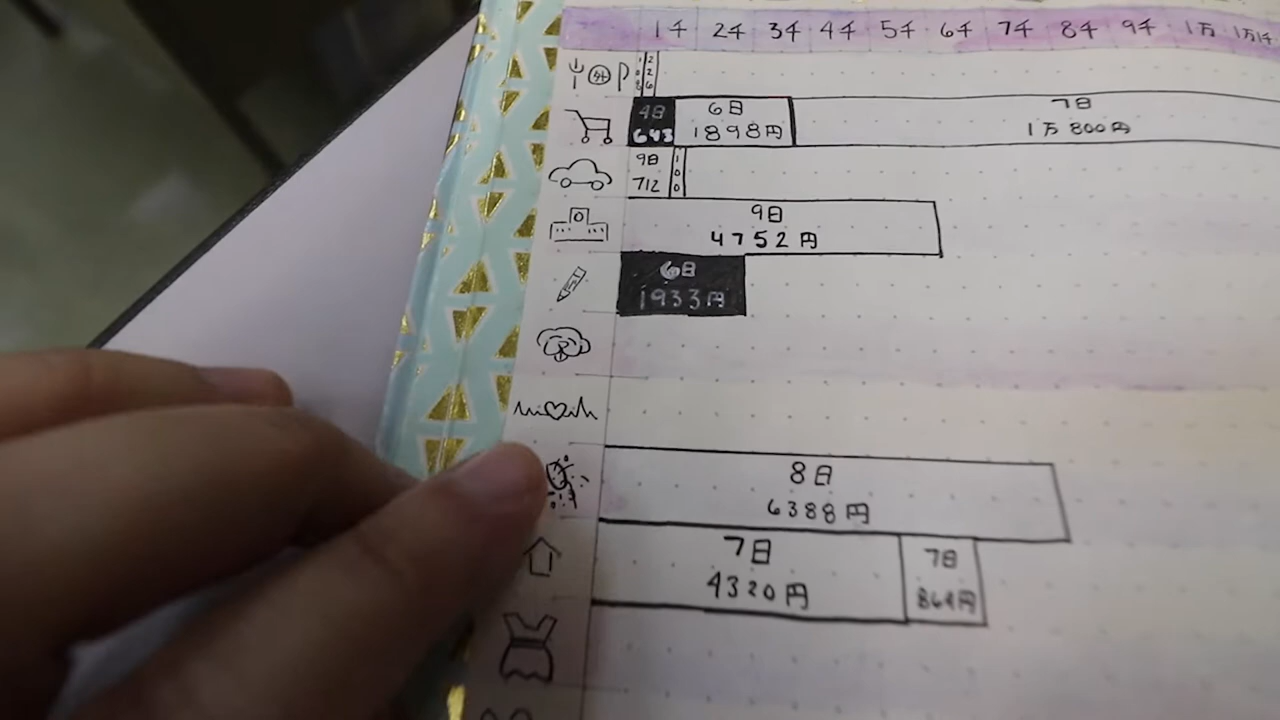 1千 2千 3千 4千 5千 6千 7千 8千 9千 1万 1万1千
外
4日 6日 7日
643 1898円 1万800円
9日
712
100
9日
4752円
6日
1933円
8日
6388円
7日 7日
4320円 864円